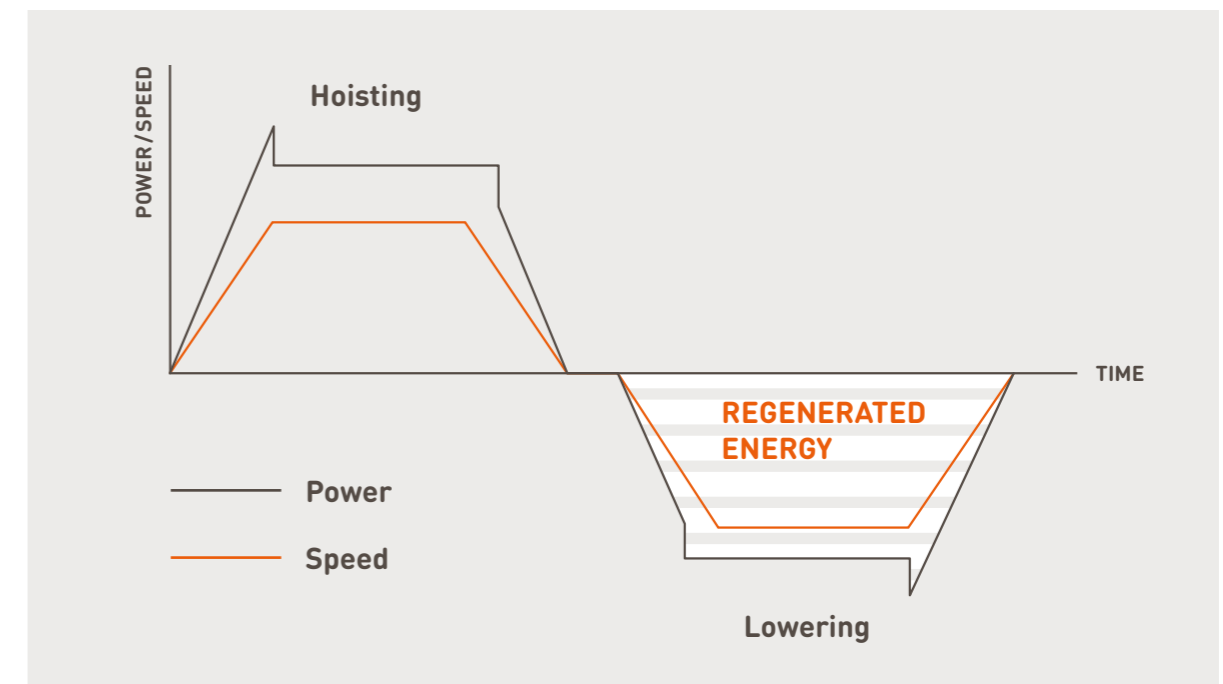 POWER/SPEED
Hoisting
TIME
REGENERATED
ENERGY
Power
Speed
Lowering